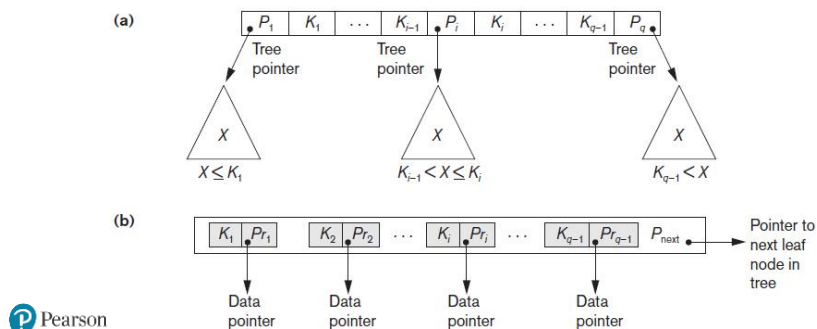 (a)
P1 K1 ... Ki−1 Pi Ki ... Kq−1 Pq
Tree pointer
Tree pointer
Tree pointer
X
X
X
X ≤ K1
Ki−1 < X ≤ Ki
Kq−1 < X
(b)
K1 Pr1 K2 Pr2 ... Ki Pri ... Kq−1 Prq−1 Pnext
Pointer to
next leaf
node in
tree
Data pointer
Data pointer
Data pointer
Data pointer
P Pearson